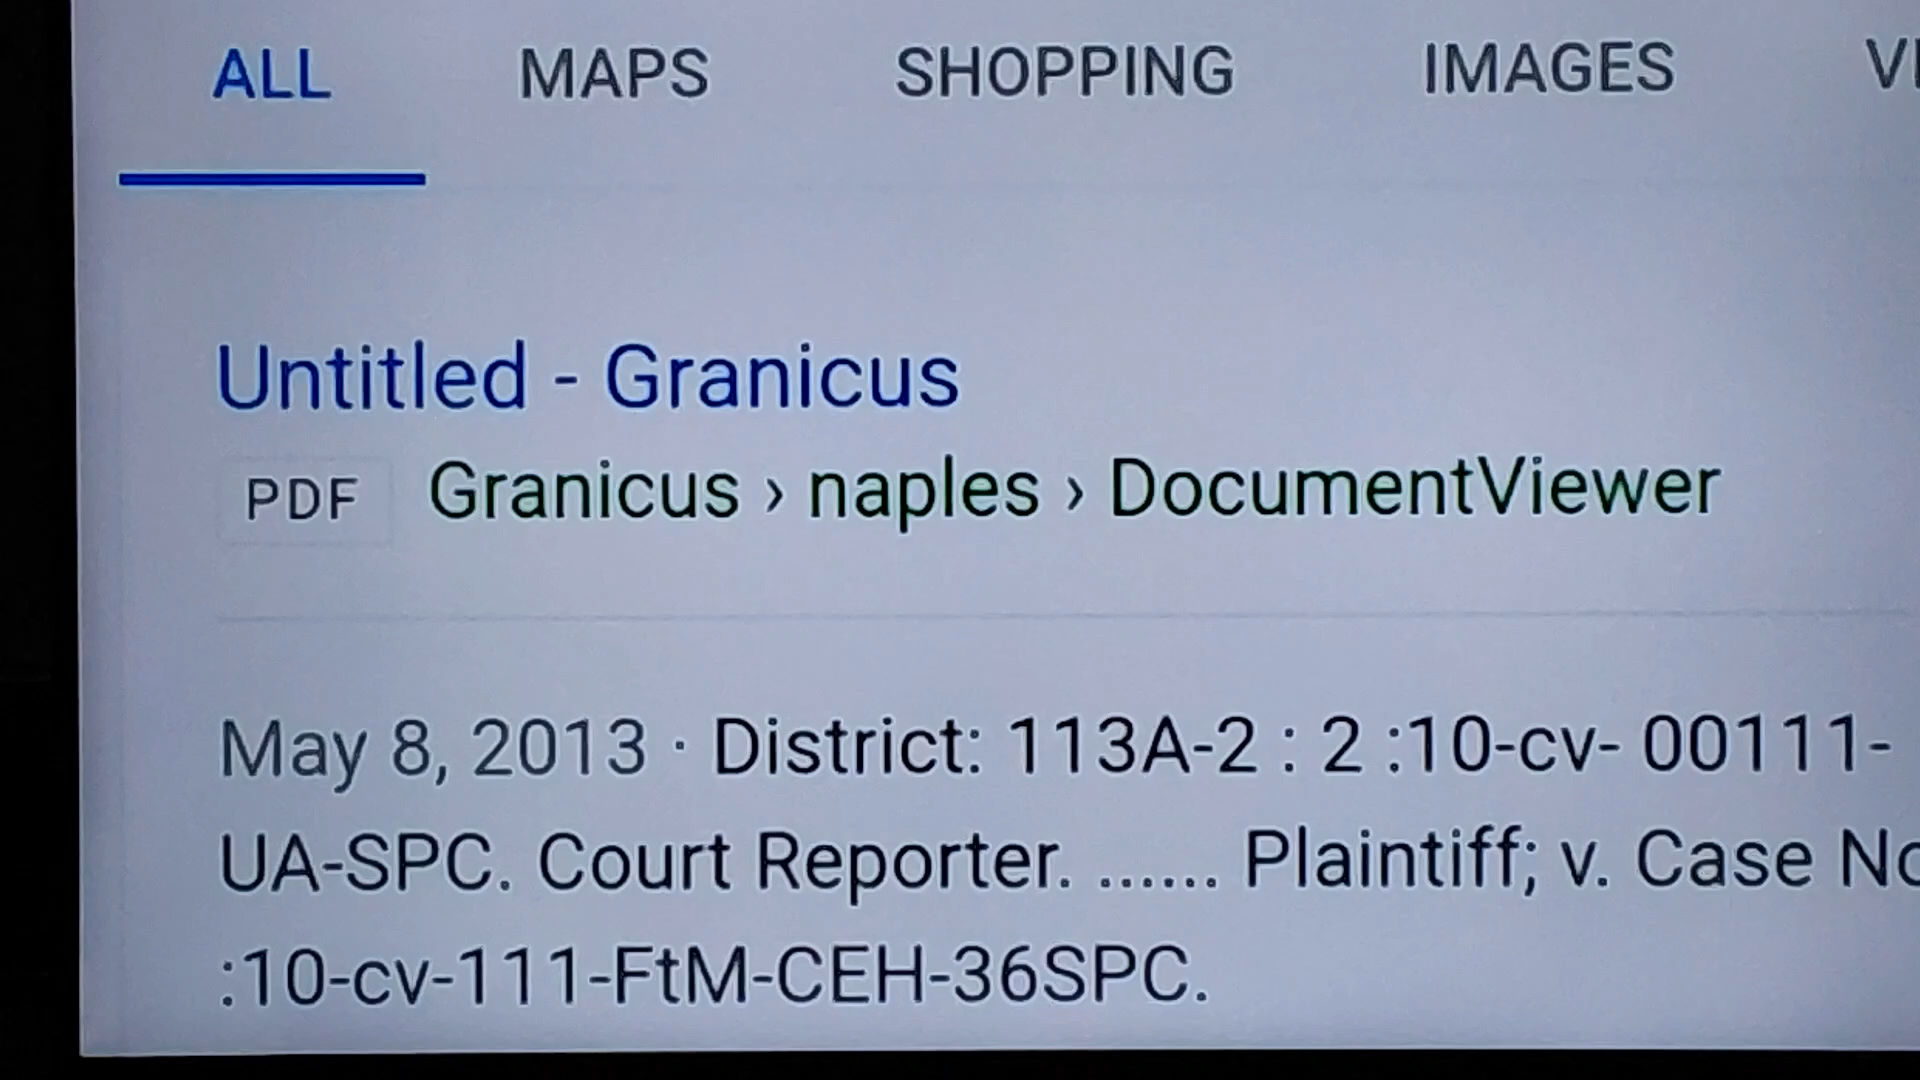 ALL MAPS SHOPPING IMAGES
Untitled - Granicus
PDF Granicus › naples › DocumentViewer
May 8, 2013 · District: 113A-2 : 2 :10-cv- 00111-
UA-SPC. Court Reporter. ...... Plaintiff; v. Case No
:10-cv-111-FtM-CEH-36SPC.